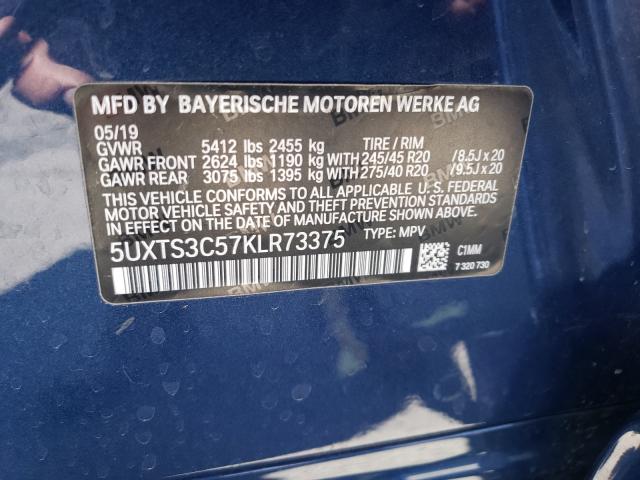 MFD BY BAYERISCHE MOTOREN WERKE AG
05/19
GVWR 5412 lbs 2455 kg TIRE / RIM
GAWR FRONT 2624 lbs 1190 kg WITH 245/45 R20 /8.5J x 20
GAWR REAR 3075 lbs 1395 kg WITH 275/40 R20 /9.5J x 20
THIS VEHICLE CONFORMS TO ALL APPLICABLE U.S. FEDERAL
MOTOR VEHICLE SAFETY AND THEFT PREVENTION STANDARDS
IN EFFECT ON THE DATE OF MANUFACTURE SHOWN ABOVE.
5UXTS3C57KLR73375 TYPE: MPV
C1MM
7 320 730